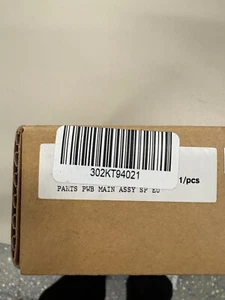 302KT94021
1/pcs
PARTS PWB MAIN ASSY SP EU